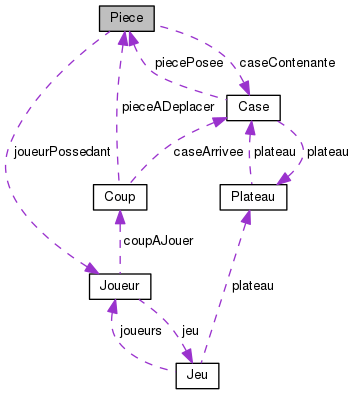 Piece
piecePosee
caseContenante
pieceADeplacer
Case
joueurPossedant
caseArrivee
plateau
plateau
Coup
Plateau
coupAJouer
Joueur
plateau
joueurs
jeu
Jeu